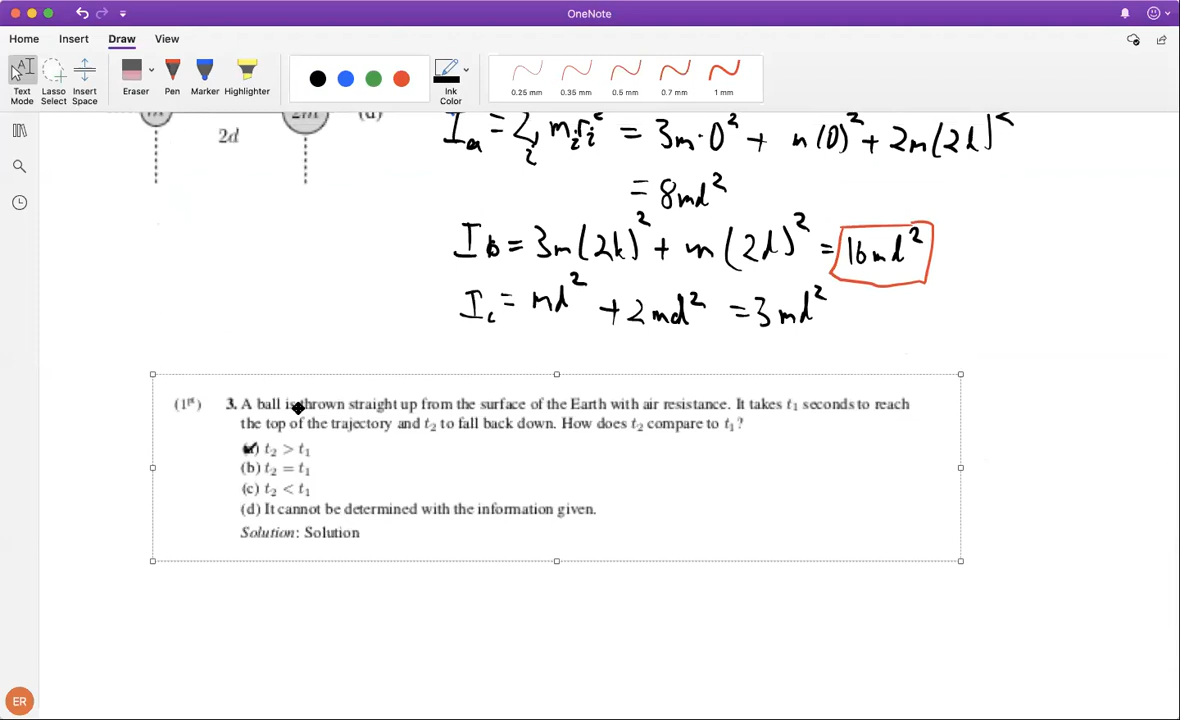 OneNote
Home Insert Draw View
Text Mode
Lasso Select
Insert Space
Eraser
Pen
Marker
Highlighter
Ink Color
0.25 mm 0.35 mm 0.5 mm 0.7 mm 1 mm
m 2m (d)
2d
I_a = Σ_i m_i r_i² = 3m·0² + m(0)² + 2m(2d)²
= 8md²
I_b = 3m(2d)² + m(2d)² = 16md²
I_c = md² + 2md² = 3md²
(1st) 3. A ball is thrown straight up from the surface of the Earth with air resistance. It takes t₁ seconds to reach
the top of the trajectory and t₂ to fall back down. How does t₂ compare to t₁?
t₂ > t₁
(b) t₂ = t₁
(c) t₂ < t₁
(d) It cannot be determined with the information given.
Solution: Solution
ER